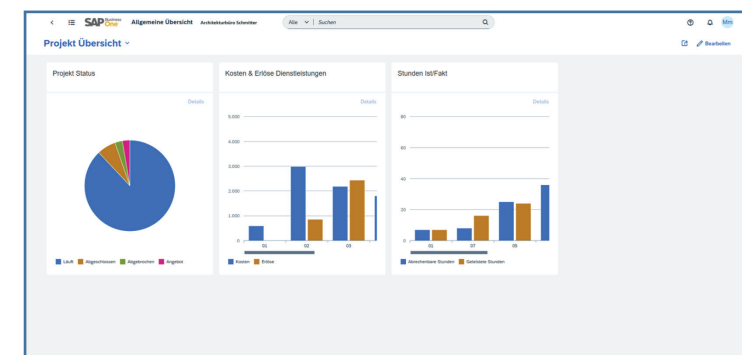 SAP Business One Allgemeine Übersicht Architekturbüro Schmitter Alle Suchen Mm
Projekt Übersicht Bearbeiten
Projekt Status
Details
Läuft Abgeschlossen Abgebrochen Angebot
Kosten & Erlöse Dienstleistungen
Details
5.000
4.000
3.000
2.000
1.000
0
01 02 03
Kosten Erlöse
Stunden Ist/Fakt
Details
80
60
40
20
0
01 07 05
Abrechenbare Stunden Geleistete Stunden